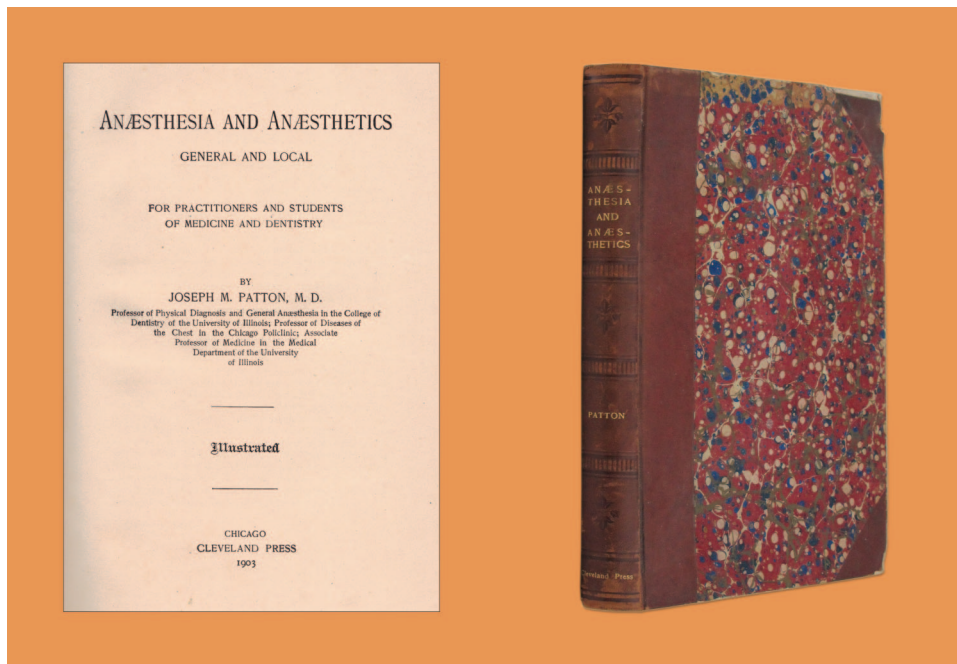 ANÆSTHESIA AND ANÆSTHETICS
GENERAL AND LOCAL
FOR PRACTITIONERS AND STUDENTS
OF MEDICINE AND DENTISTRY
BY
JOSEPH M. PATTON, M. D.
Professor of Physical Diagnosis and General Anæsthesia in the College of
Dentistry of the University of Illinois; Professor of Diseases of
the Chest in the Chicago Policlinic; Associate
Professor of Medicine in the Medical
Department of the University
of Illinois
Illustrated
CHICAGO
CLEVELAND PRESS
1903
ANÆS-
THESIA
AND
ANÆS-
THETICS
PATTON
Cleveland Press